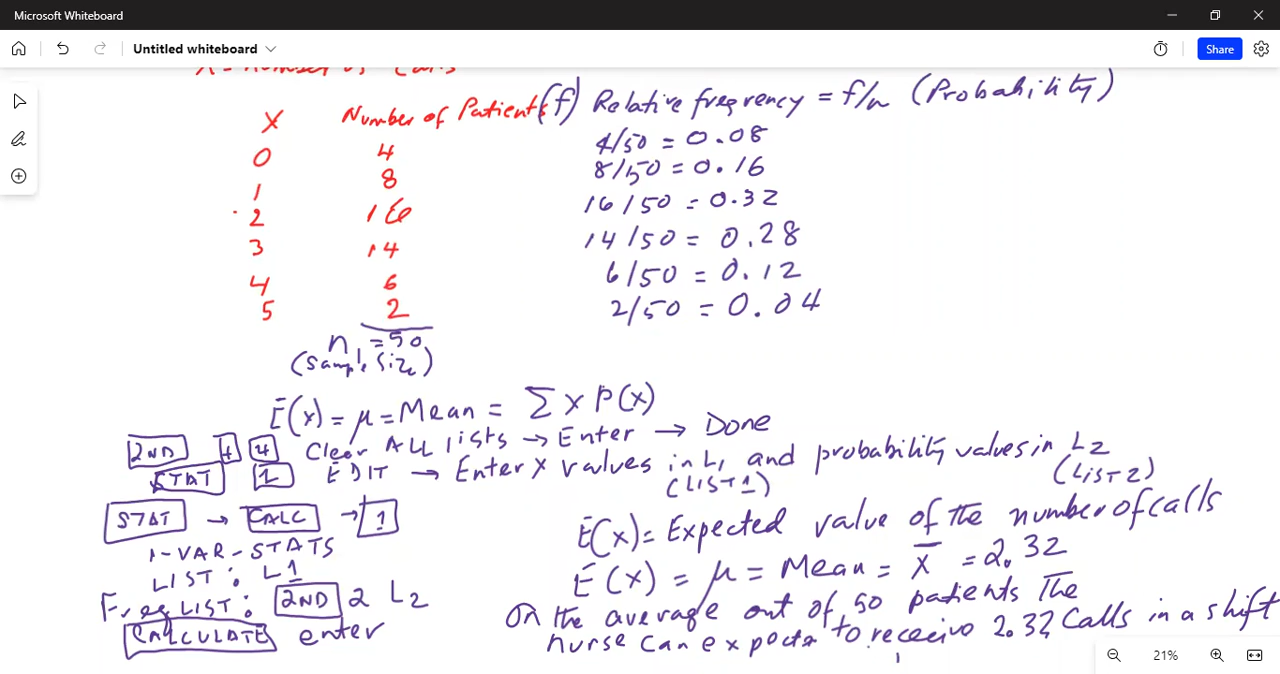 Microsoft Whiteboard
Untitled whiteboard
Share
X = Number of Calls
X Number of Patients (f) Relative frequency = f/n (Probability)
0 4 4/50 = 0.08
1 8 8/50 = 0.16
2 16 16/50 = 0.32
3 14 14/50 = 0.28
4 6 6/50 = 0.12
5 2 2/50 = 0.04
n = 50
(Sample Size)
E(x) = μ = Mean = Σ x P(x)
2ND + 4 Clear ALL lists → Enter → Done
STAT 1 EDIT → Enter X values in L1 and probability values in L2
(LIST 1) (LIST 2)
STAT → CALC → 1
1-VAR-STATS
LIST: L1
Freq LIST: 2ND 2 L2
CALCULATE enter
E(x) = Expected value of the number of calls
E(x) = μ = Mean = x̄ = 2.32
On the average out of 50 patients The
nurse can expects to receive 2.32 Calls in a shift
21%